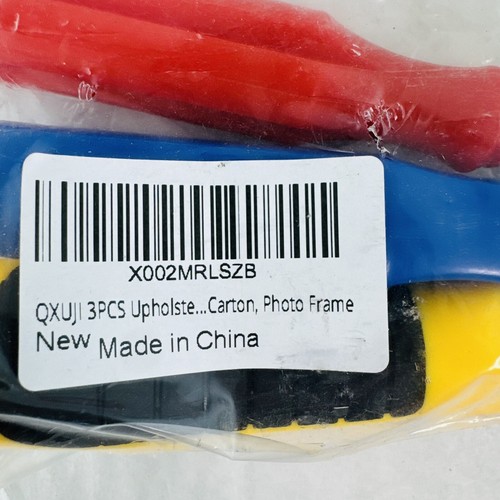 X002MRLSZB
QXUJI 3PCS Upholste...Carton, Photo Frame
New Made in China